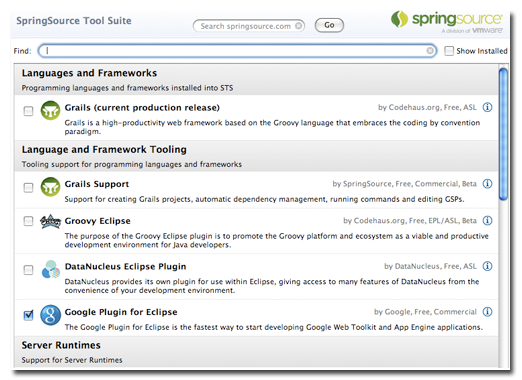 SpringSource Tool Suite
Search springsource.com
Go
springsource
A division of vmware
Find:
Show Installed
Languages and Frameworks
Programming languages and frameworks installed into STS
Grails (current production release)
by Codehaus.org, Free, ASL
Grails is a high-productivity web framework based on the Groovy language that embraces the coding by convention
paradigm.
Language and Framework Tooling
Tooling support for programming languages and frameworks
Grails Support
by SpringSource, Free, Commercial, Beta
Support for creating Grails projects, automatic dependency management, running commands and editing GSPs.
Groovy Eclipse
by Codehaus.org, Free, EPL/ASL, Beta
The purpose of the Groovy Eclipse plugin is to promote the Groovy platform and ecosystem as a viable and productive
development environment for Java developers.
DataNucleus Eclipse Plugin
by DataNucleus, Free, ASL
DataNucleus provides its own plugin for use within Eclipse, giving access to many features of DataNucleus from the
convenience of your development environment.
Google Plugin for Eclipse
by Google, Free, Commercial
The Google Plugin for Eclipse is the fastest way to start developing Google Web Toolkit and App Engine applications.
Server Runtimes
Support for Server Runtimes